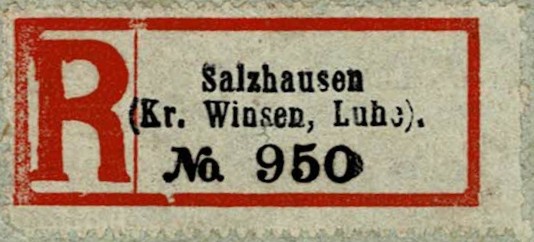 R
Salzhausen
(Kr. Winsen, Luhe).
No. 950